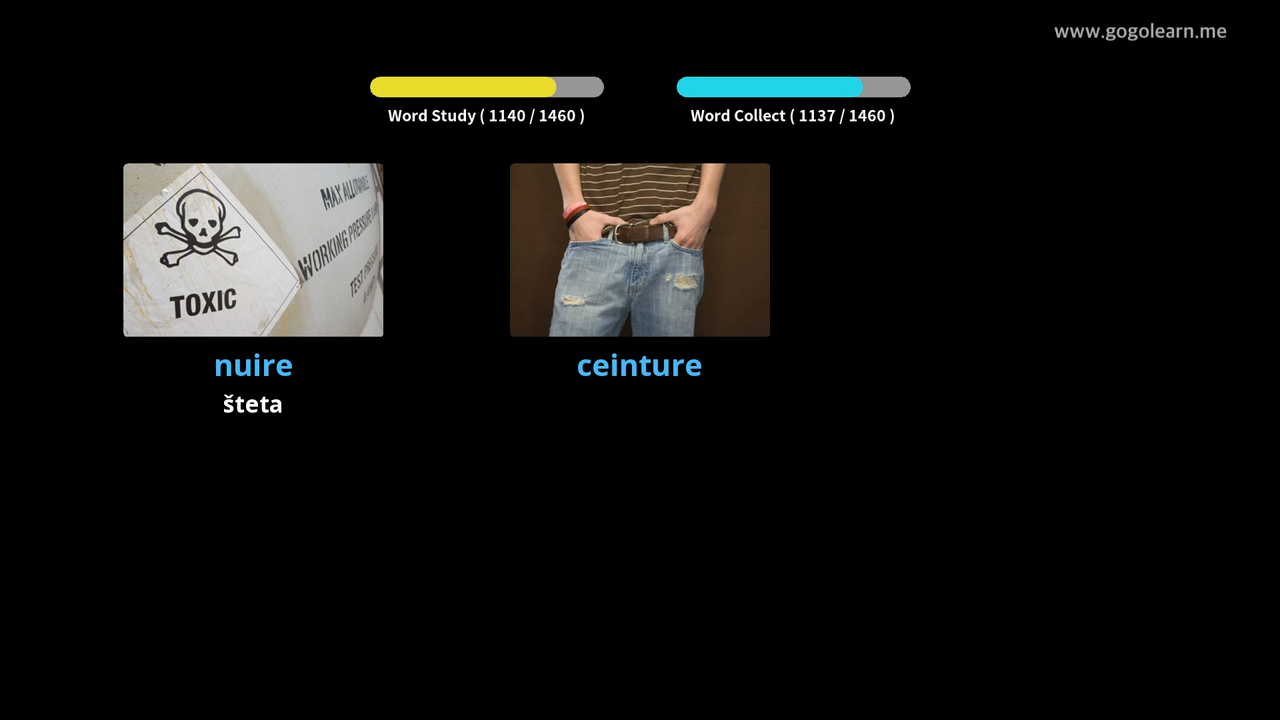 www.gogolearn.me
Word Study ( 1140 / 1460 )
Word Collect ( 1137 / 1460 )
MAX ALLOWABLE
WORKING PRESSURE
TEST
TOXIC
nuire
ceinture
šteta